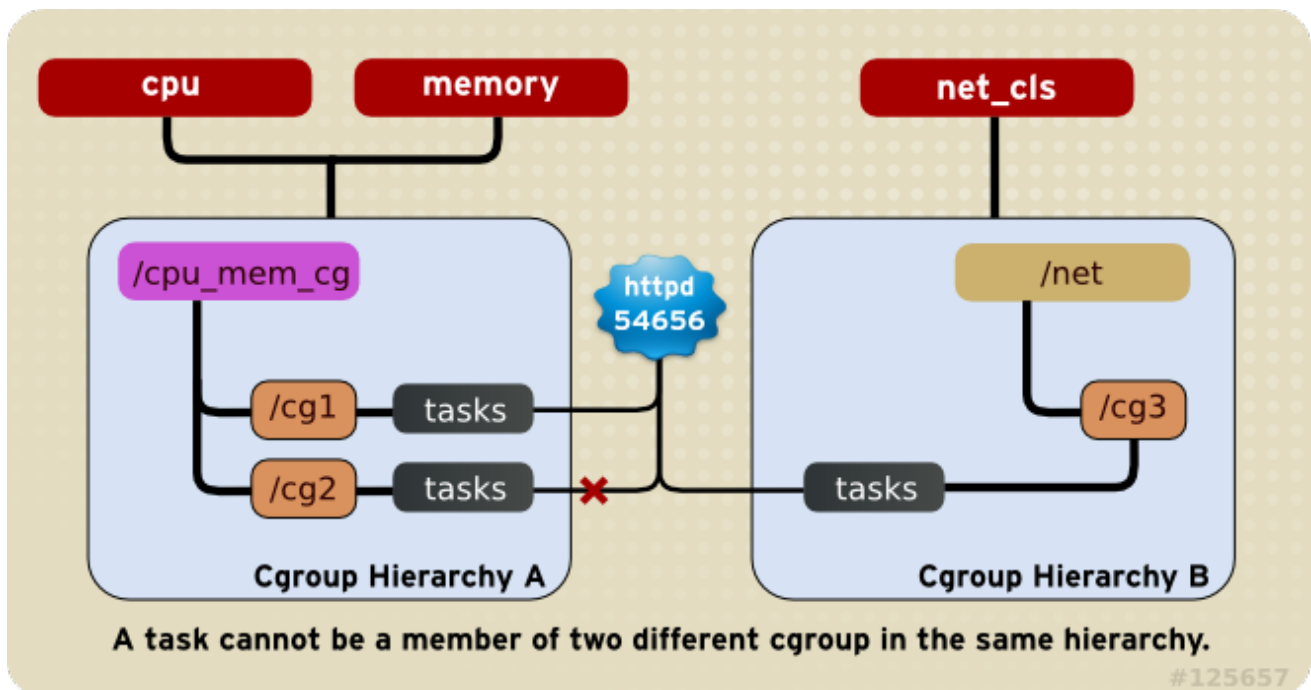 cpu
memory
net_cls
/cpu_mem_cg
httpd
54656
/net
/cg1
tasks
/cg3
/cg2
tasks
tasks
Cgroup Hierarchy A
Cgroup Hierarchy B
A task cannot be a member of two different cgroup in the same hierarchy.
#125657